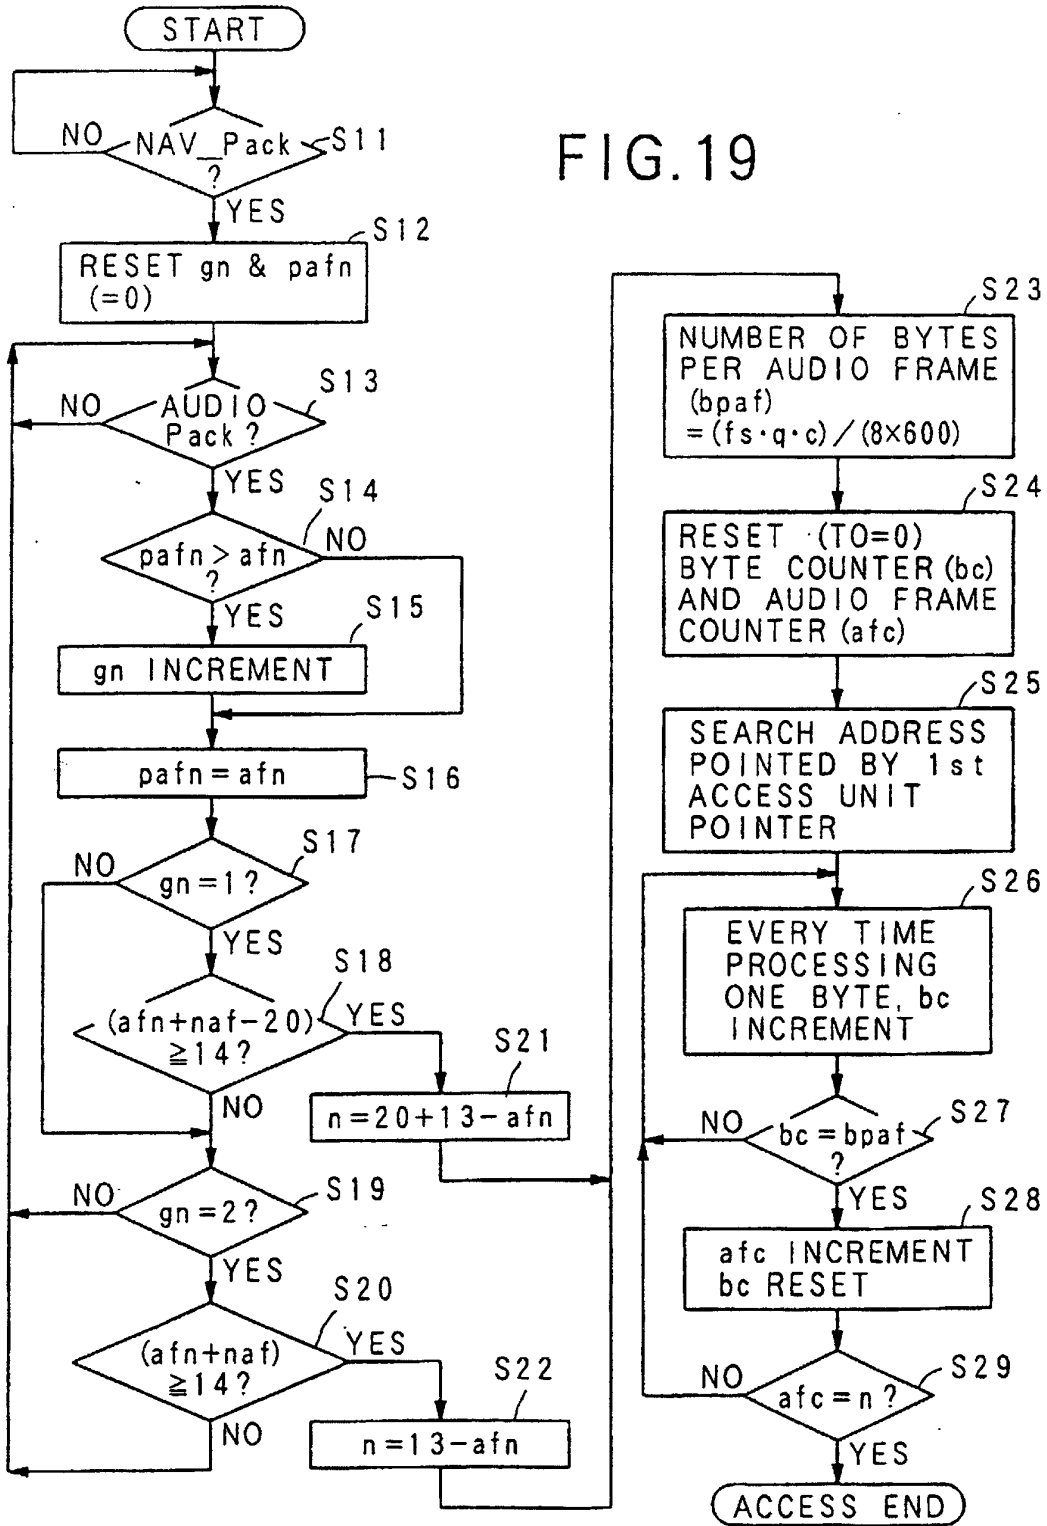 START
NO
NAV_Pack
?
S11
YES
FIG.19
S12
RESET gn & pafn
(=0)
S13
NO
AUDIO
Pack?
YES
S14
NO
pafn>afn
?
YES
S15
gn INCREMENT
pafn=afn
S16
S17
NO
gn=1?
YES
S18
(afn+naf-20)
≧14?
YES
NO
S21
n=20+13-afn
S19
NO
gn=2?
YES
S20
(afn+naf)
≧14?
YES
NO
S22
n=13-afn
S23
NUMBER OF BYTES
PER AUDIO FRAME
(bpaf)
=(fs·q·c)/(8×600)
S24
RESET (TO=0)
BYTE COUNTER(bc)
AND AUDIO FRAME
COUNTER(afc)
S25
SEARCH ADDRESS
POINTED BY 1st
ACCESS UNIT
POINTER
S26
EVERY TIME
PROCESSING
ONE BYTE, bc
INCREMENT
S27
NO
bc=bpaf
?
YES
S28
afc INCREMENT
bc RESET
S29
NO
afc=n?
YES
ACCESS END